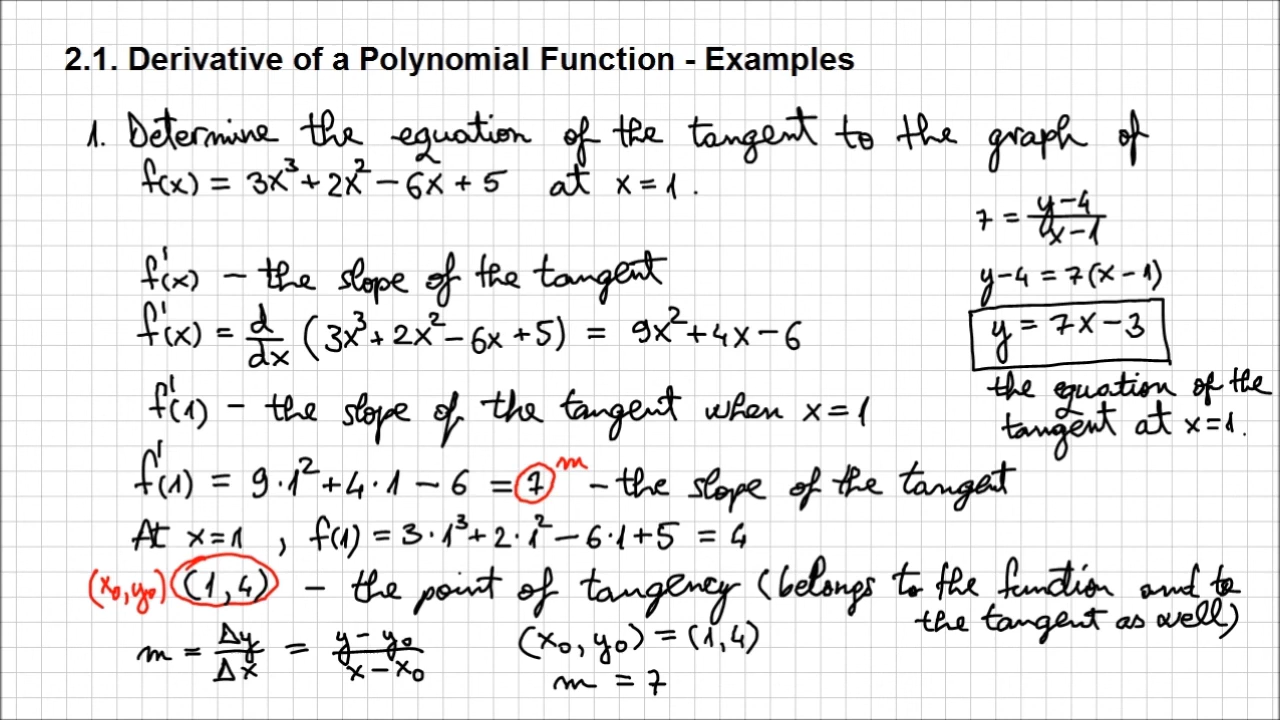 2.1. Derivative of a Polynomial Function - Examples
1. Determine the equation of the tangent to the graph of
f(x) = 3x³ + 2x² - 6x + 5 at x = 1.
f'(x) - the slope of the tangent
f'(x) = d/dx (3x³ + 2x² - 6x + 5) = 9x² + 4x - 6
f'(1) - the slope of the tangent when x = 1
f'(1) = 9·1² + 4·1 - 6 = 7 m - the slope of the tangent
At x = 1, f(1) = 3·1³ + 2·1² - 6·1 + 5 = 4
(x₀, y₀) (1, 4) - the point of tangency (belongs to the function and to
the tangent as well)
m = Δy/Δx = (y - y₀)/(x - x₀)
(x₀, y₀) = (1, 4)
m = 7
7 = (y - 4)/(x - 1)
y - 4 = 7(x - 1)
y = 7x - 3
the equation of the
tangent at x = 1.